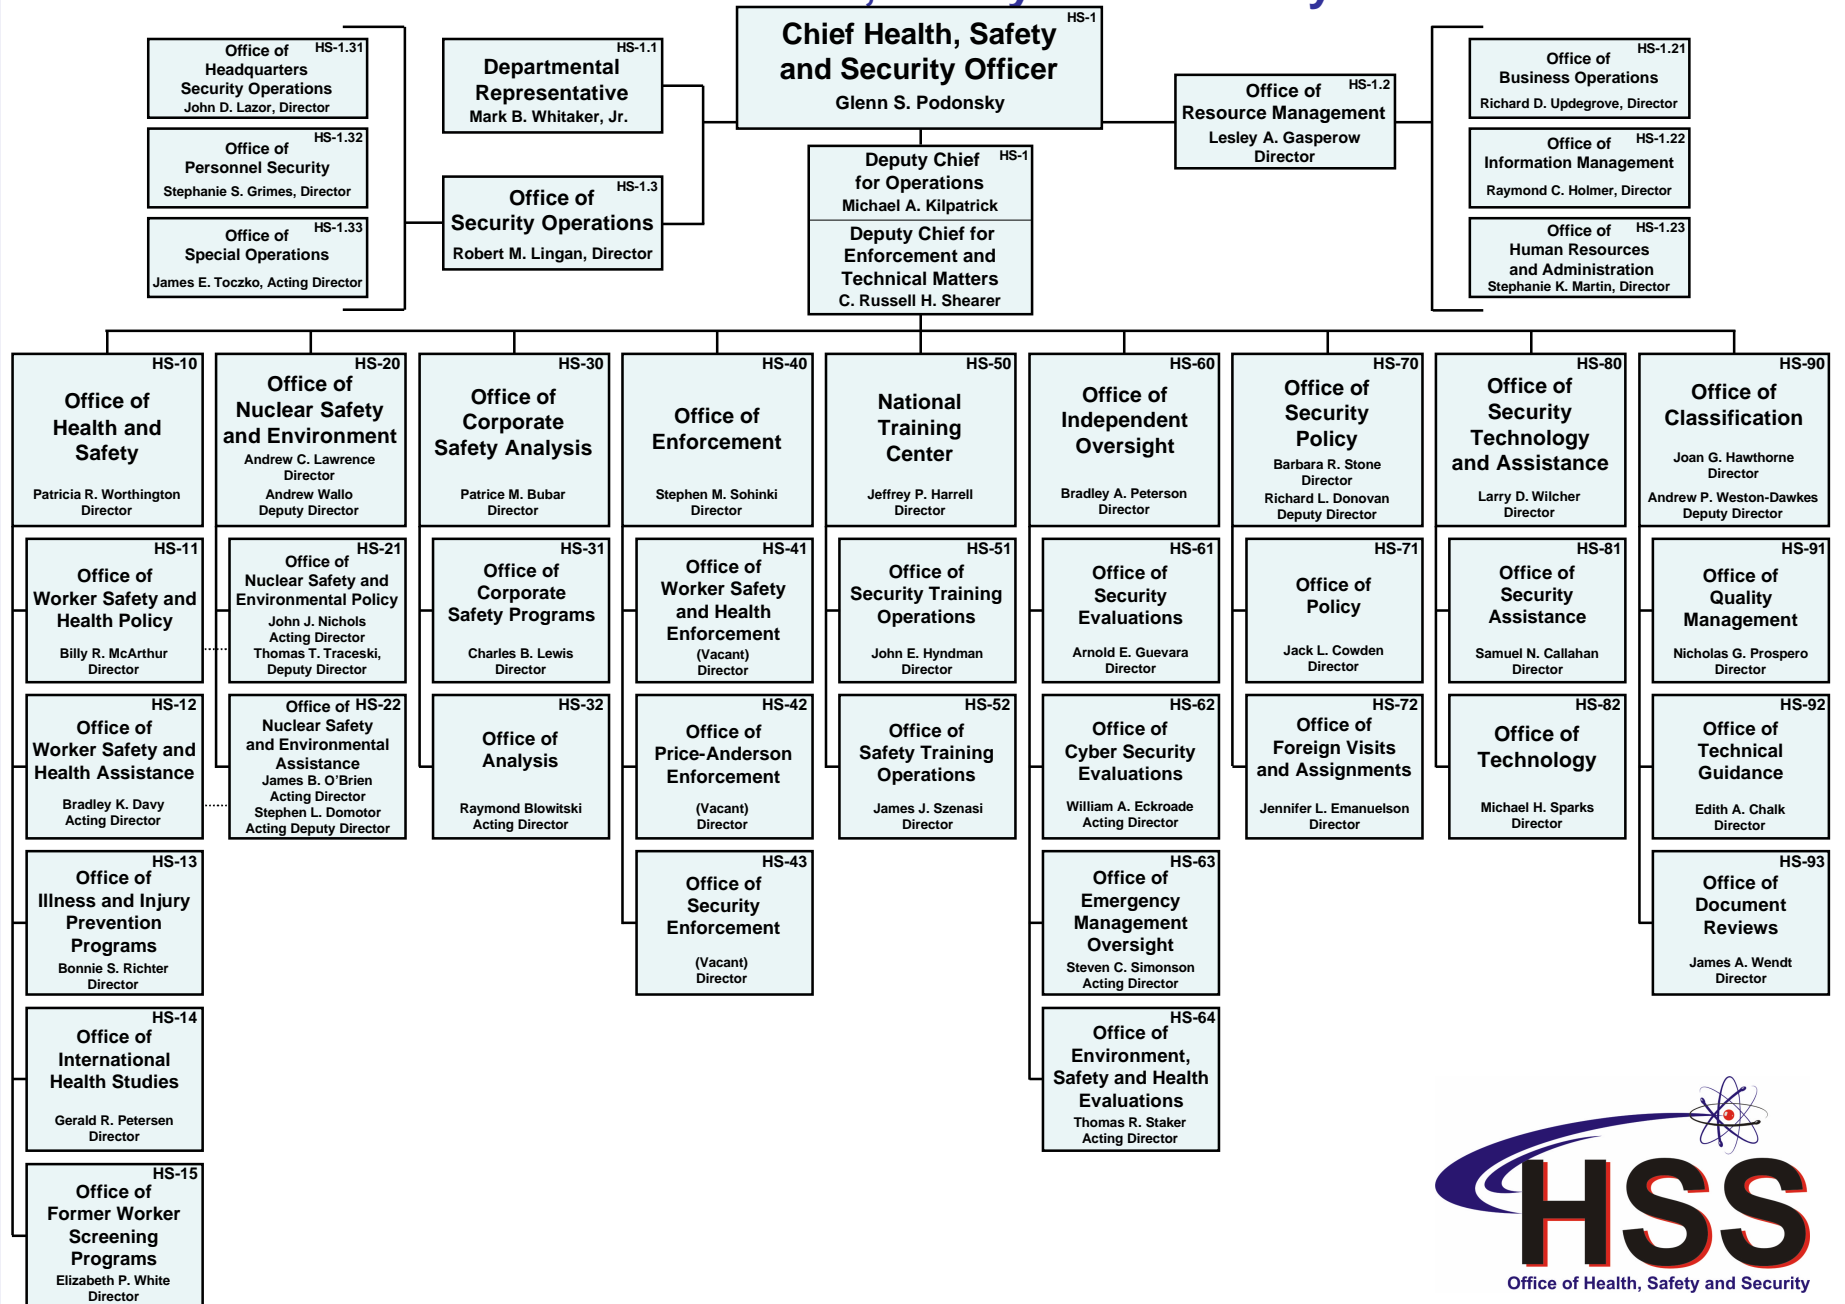 HS-1
Chief Health, Safety
and Security Officer
Glenn S. Podonsky
HS-1.31
Office of
Headquarters
Security Operations
John D. Lazor, Director
HS-1.32
Office of
Personnel Security
Stephanie S. Grimes, Director
HS-1.33
Office of
Special Operations
James E. Toczko, Acting Director
HS-1.1
Departmental
Representative
Mark B. Whitaker, Jr.
HS-1.3
Office of
Security Operations
Robert M. Lingan, Director
Deputy Chief HS-1
for Operations
Michael A. Kilpatrick
Deputy Chief for
Enforcement and
Technical Matters
C. Russell H. Shearer
HS-1.2
Office of
Resource Management
Lesley A. Gasperow
Director
HS-1.21
Office of
Business Operations
Richard D. Updegrove, Director
HS-1.22
Office of
Information Management
Raymond C. Holmer, Director
HS-1.23
Office of
Human Resources
and Administration
Stephanie K. Martin, Director
HS-10
Office of
Health and
Safety
Patricia R. Worthington
Director
HS-11
Office of
Worker Safety and
Health Policy
Billy R. McArthur
Director
HS-12
Office of
Worker Safety and
Health Assistance
Bradley K. Davy
Acting Director
HS-13
Office of
Illness and Injury
Prevention
Programs
Bonnie S. Richter
Director
HS-14
Office of
International
Health Studies
Gerald R. Petersen
Director
HS-15
Office of
Former Worker
Screening
Programs
Elizabeth P. White
Director
HS-20
Office of
Nuclear Safety
and Environment
Andrew C. Lawrence
Director
Andrew Wallo
Deputy Director
HS-21
Office of
Nuclear Safety and
Environmental Policy
John J. Nichols
Acting Director
Thomas T. Traceski,
Deputy Director
Office of HS-22
Nuclear Safety
and Environmental
Assistance
James B. O’Brien
Acting Director
Stephen L. Domotor
Acting Deputy Director
HS-30
Office of
Corporate
Safety Analysis
Patrice M. Bubar
Director
HS-31
Office of
Corporate
Safety Programs
Charles B. Lewis
Director
HS-32
Office of
Analysis
Raymond Blowitski
Acting Director
HS-40
Office of
Enforcement
Stephen M. Sohinki
Director
HS-41
Office of
Worker Safety
and Health
Enforcement
(Vacant)
Director
HS-42
Office of
Price-Anderson
Enforcement
(Vacant)
Director
HS-43
Office of
Security
Enforcement
(Vacant)
Director
HS-50
National
Training
Center
Jeffrey P. Harrell
Director
HS-51
Office of
Security Training
Operations
John E. Hyndman
Director
HS-52
Office of
Safety Training
Operations
James J. Szenasi
Director
HS-60
Office of
Independent
Oversight
Bradley A. Peterson
Director
HS-61
Office of
Security
Evaluations
Arnold E. Guevara
Director
HS-62
Office of
Cyber Security
Evaluations
William A. Eckroade
Acting Director
HS-63
Office of
Emergency
Management
Oversight
Steven C. Simonson
Acting Director
HS-64
Office of
Environment,
Safety and Health
Evaluations
Thomas R. Staker
Acting Director
HS-70
Office of
Security
Policy
Barbara R. Stone
Director
Richard L. Donovan
Deputy Director
HS-71
Office of
Policy
Jack L. Cowden
Director
HS-72
Office of
Foreign Visits
and Assignments
Jennifer L. Emanuelson
Director
HS-80
Office of
Security
Technology
and Assistance
Larry D. Wilcher
Director
HS-81
Office of
Security
Assistance
Samuel N. Callahan
Director
HS-82
Office of
Technology
Michael H. Sparks
Director
HS-90
Office of
Classification
Joan G. Hawthorne
Director
Andrew P. Weston-Dawkes
Deputy Director
HS-91
Office of
Quality
Management
Nicholas G. Prospero
Director
HS-92
Office of
Technical
Guidance
Edith A. Chalk
Director
HS-93
Office of
Document
Reviews
James A. Wendt
Director
HSS
Office of Health, Safety and Security